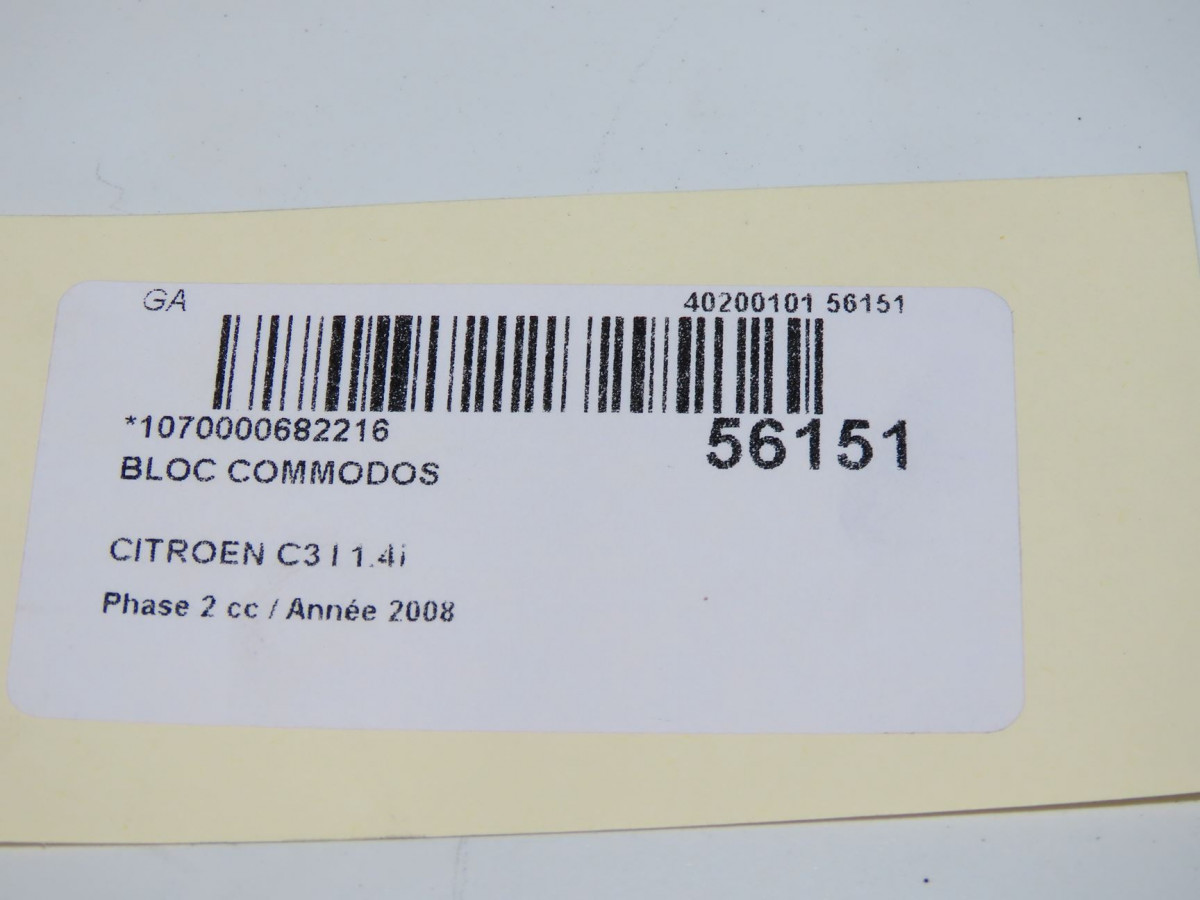 GA 40200101 56151
*1070000682216 56151
BLOC COMMODOS
CITROEN C3 I 1.4i
Phase 2 cc / Année 2008